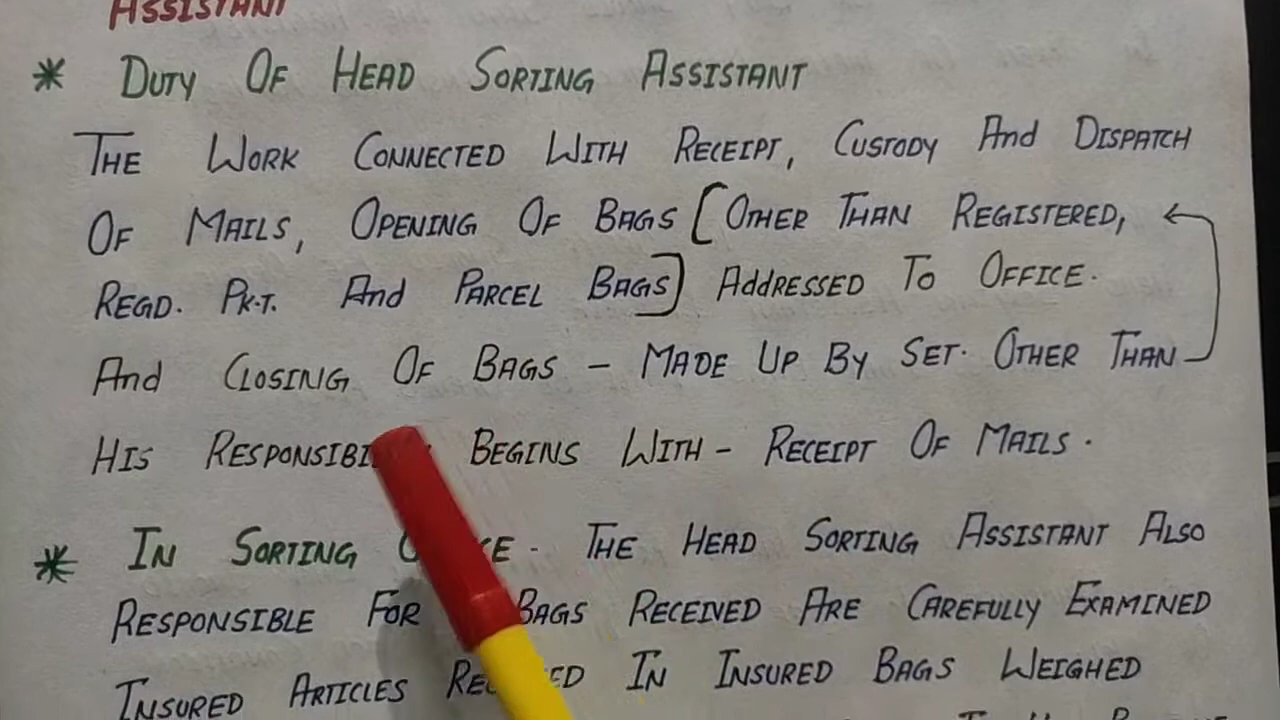 ASSISTANT
* DUTY OF HEAD SORTING ASSISTANT
THE WORK CONNECTED WITH RECEIPT, CUSTODY And DISPATCH
OF MAILS, OPENING OF BAGS [OTHER THAN REGISTERED,
REGD. PK.T. And PARCEL BAGS] ADDRESSED TO OFFICE.
And CLOSING OF BAGS - MADE UP BY SET. OTHER THAN
HIS BEGINS WITH - RECEIPT OF MAILS.
* IN SORTING - THE HEAD SORTING ASSISTANT ALSO
RESPONSIBLE FOR BAGS RECEIVED ARE CAREFULLY EXAMINED
INSURED ARTICLES IN INSURED BAGS WEIGHED